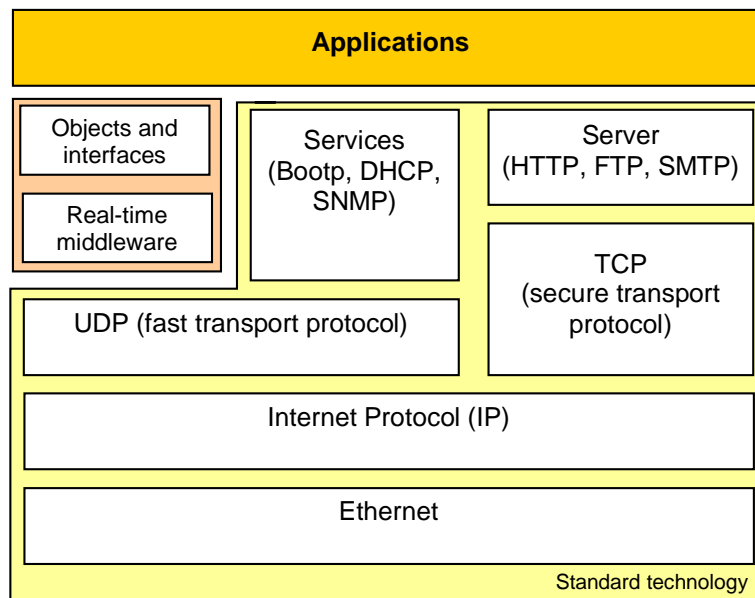 Applications
Objects and
interfaces
Real-time
middleware
Services
(Bootp, DHCP,
SNMP)
Server
(HTTP, FTP, SMTP)
TCP
(secure transport
protocol)
UDP (fast transport protocol)
Internet Protocol (IP)
Ethernet
Standard technology